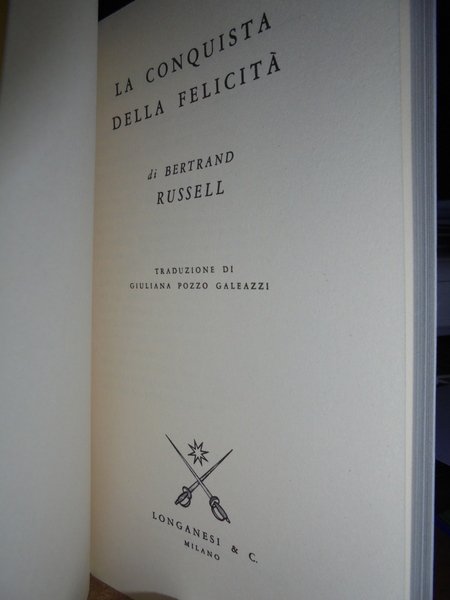 LA CONQUISTA
DELLA FELICITÀ
di BERTRAND
RUSSELL
TRADUZIONE DI
GIULIANA POZZO GALEAZZI
LONGANESI & C.
MILANO